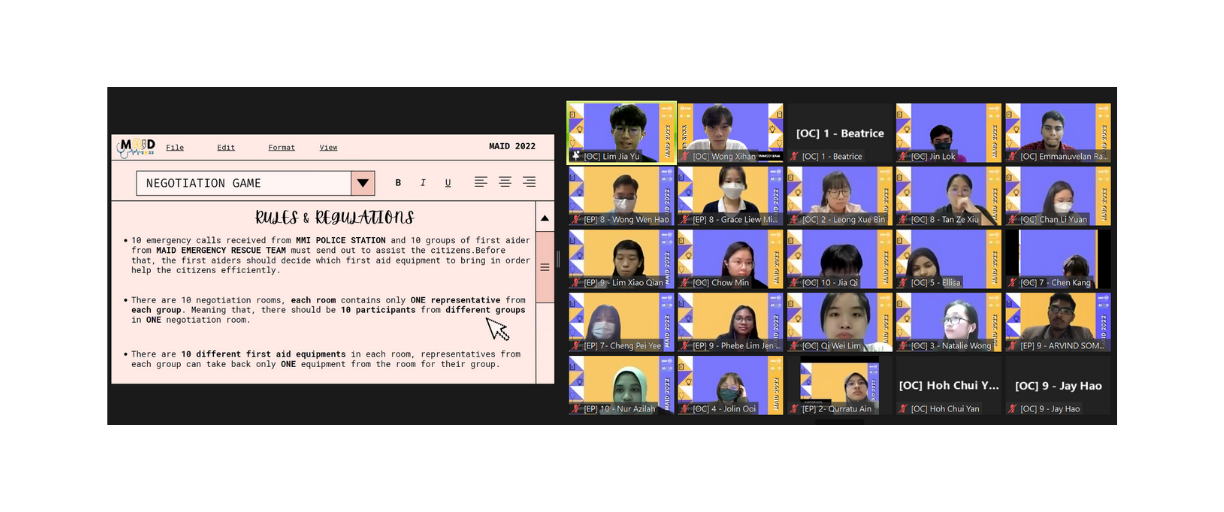 MAID
File Edit Format View
MAID 2022
NEGOTIATION GAME
B I U
RULES & REGULATIONS
• 10 emergency calls received from MMI POLICE STATION and 10 groups of first aider
from MAID EMERGENCY RESCUE TEAM must send out to assist the citizens.Before
that, the first aiders should decide which first aid equipment to bring in order
help the citizens efficiently.
• There are 10 negotiation rooms, each room contains only ONE representative from
each group. Meaning that, there should be 10 participants from different groups
in ONE negotiation room.
• There are 10 different first aid equipments in each room, representatives from
each group can take back only ONE equipment from the room for their group.
[OC] Lim Jia Yu
[OC] Wong Xihan
[OC] 1 - Beatrice
[OC] 1 - Beatrice
[OC] Jin Lok
[OC] Emmanuvelan Ra...
[EP] 8 - Wong Wen Hao
[EP] 8 - Grace Liew Mi...
[OC] 2 - Leong Xue Bin
[OC] 8 - Tan Ze Xiu
[OC] Chan Li Yuan
[EP] 9 - Lim Xiao Qian
[OC] Chow Min
[OC] 10 - Jia Qi
[OC] 5 - Ellisa
[OC] 7 - Chen Kang
[EP] 7- Cheng Pei Yee
[EP] 9 - Phebe Lim Jen ...
[OC] Qi Wei Lim
[OC] 3 - Natalie Wong
[EP] 9 - ARVIND SOM...
[EP] 10 - Nur Azilah
[OC] 4 - Jolin Ooi
[EP] 2- Qurratu Ain
[OC] Hoh Chui Y...
[OC] Hoh Chui Yan
[OC] 9 - Jay Hao
[OC] 9 - Jay Hao